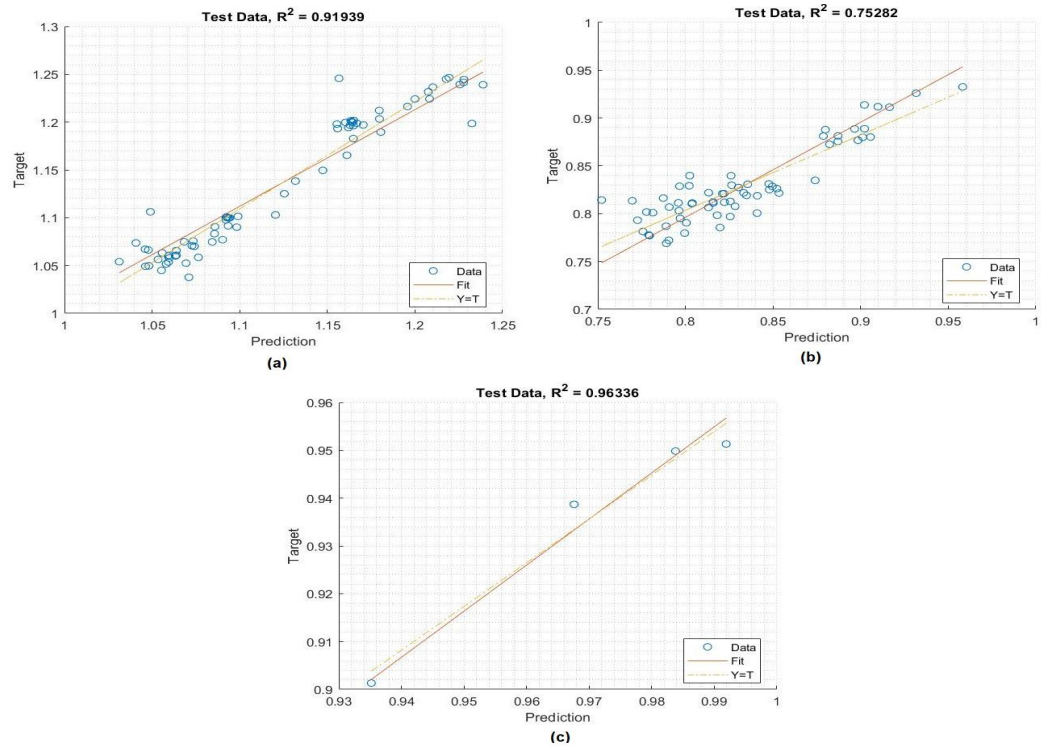 Test Data, R² = 0.91939
1.3
1.25
1.2
1.15
1.1
1.05
1
Target
1
1.05
1.1
1.15
1.2
1.25
Prediction
Data
Fit
Y=T
(a)
Test Data, R² = 0.75282
1
0.95
0.9
0.85
0.8
0.75
0.7
Target
0.75
0.8
0.85
0.9
0.95
1
Prediction
Data
Fit
Y=T
(b)
Test Data, R² = 0.96336
0.96
0.95
0.94
0.93
0.92
0.91
0.9
Target
0.93
0.94
0.95
0.96
0.97
0.98
0.99
1
Prediction
Data
Fit
Y=T
(c)